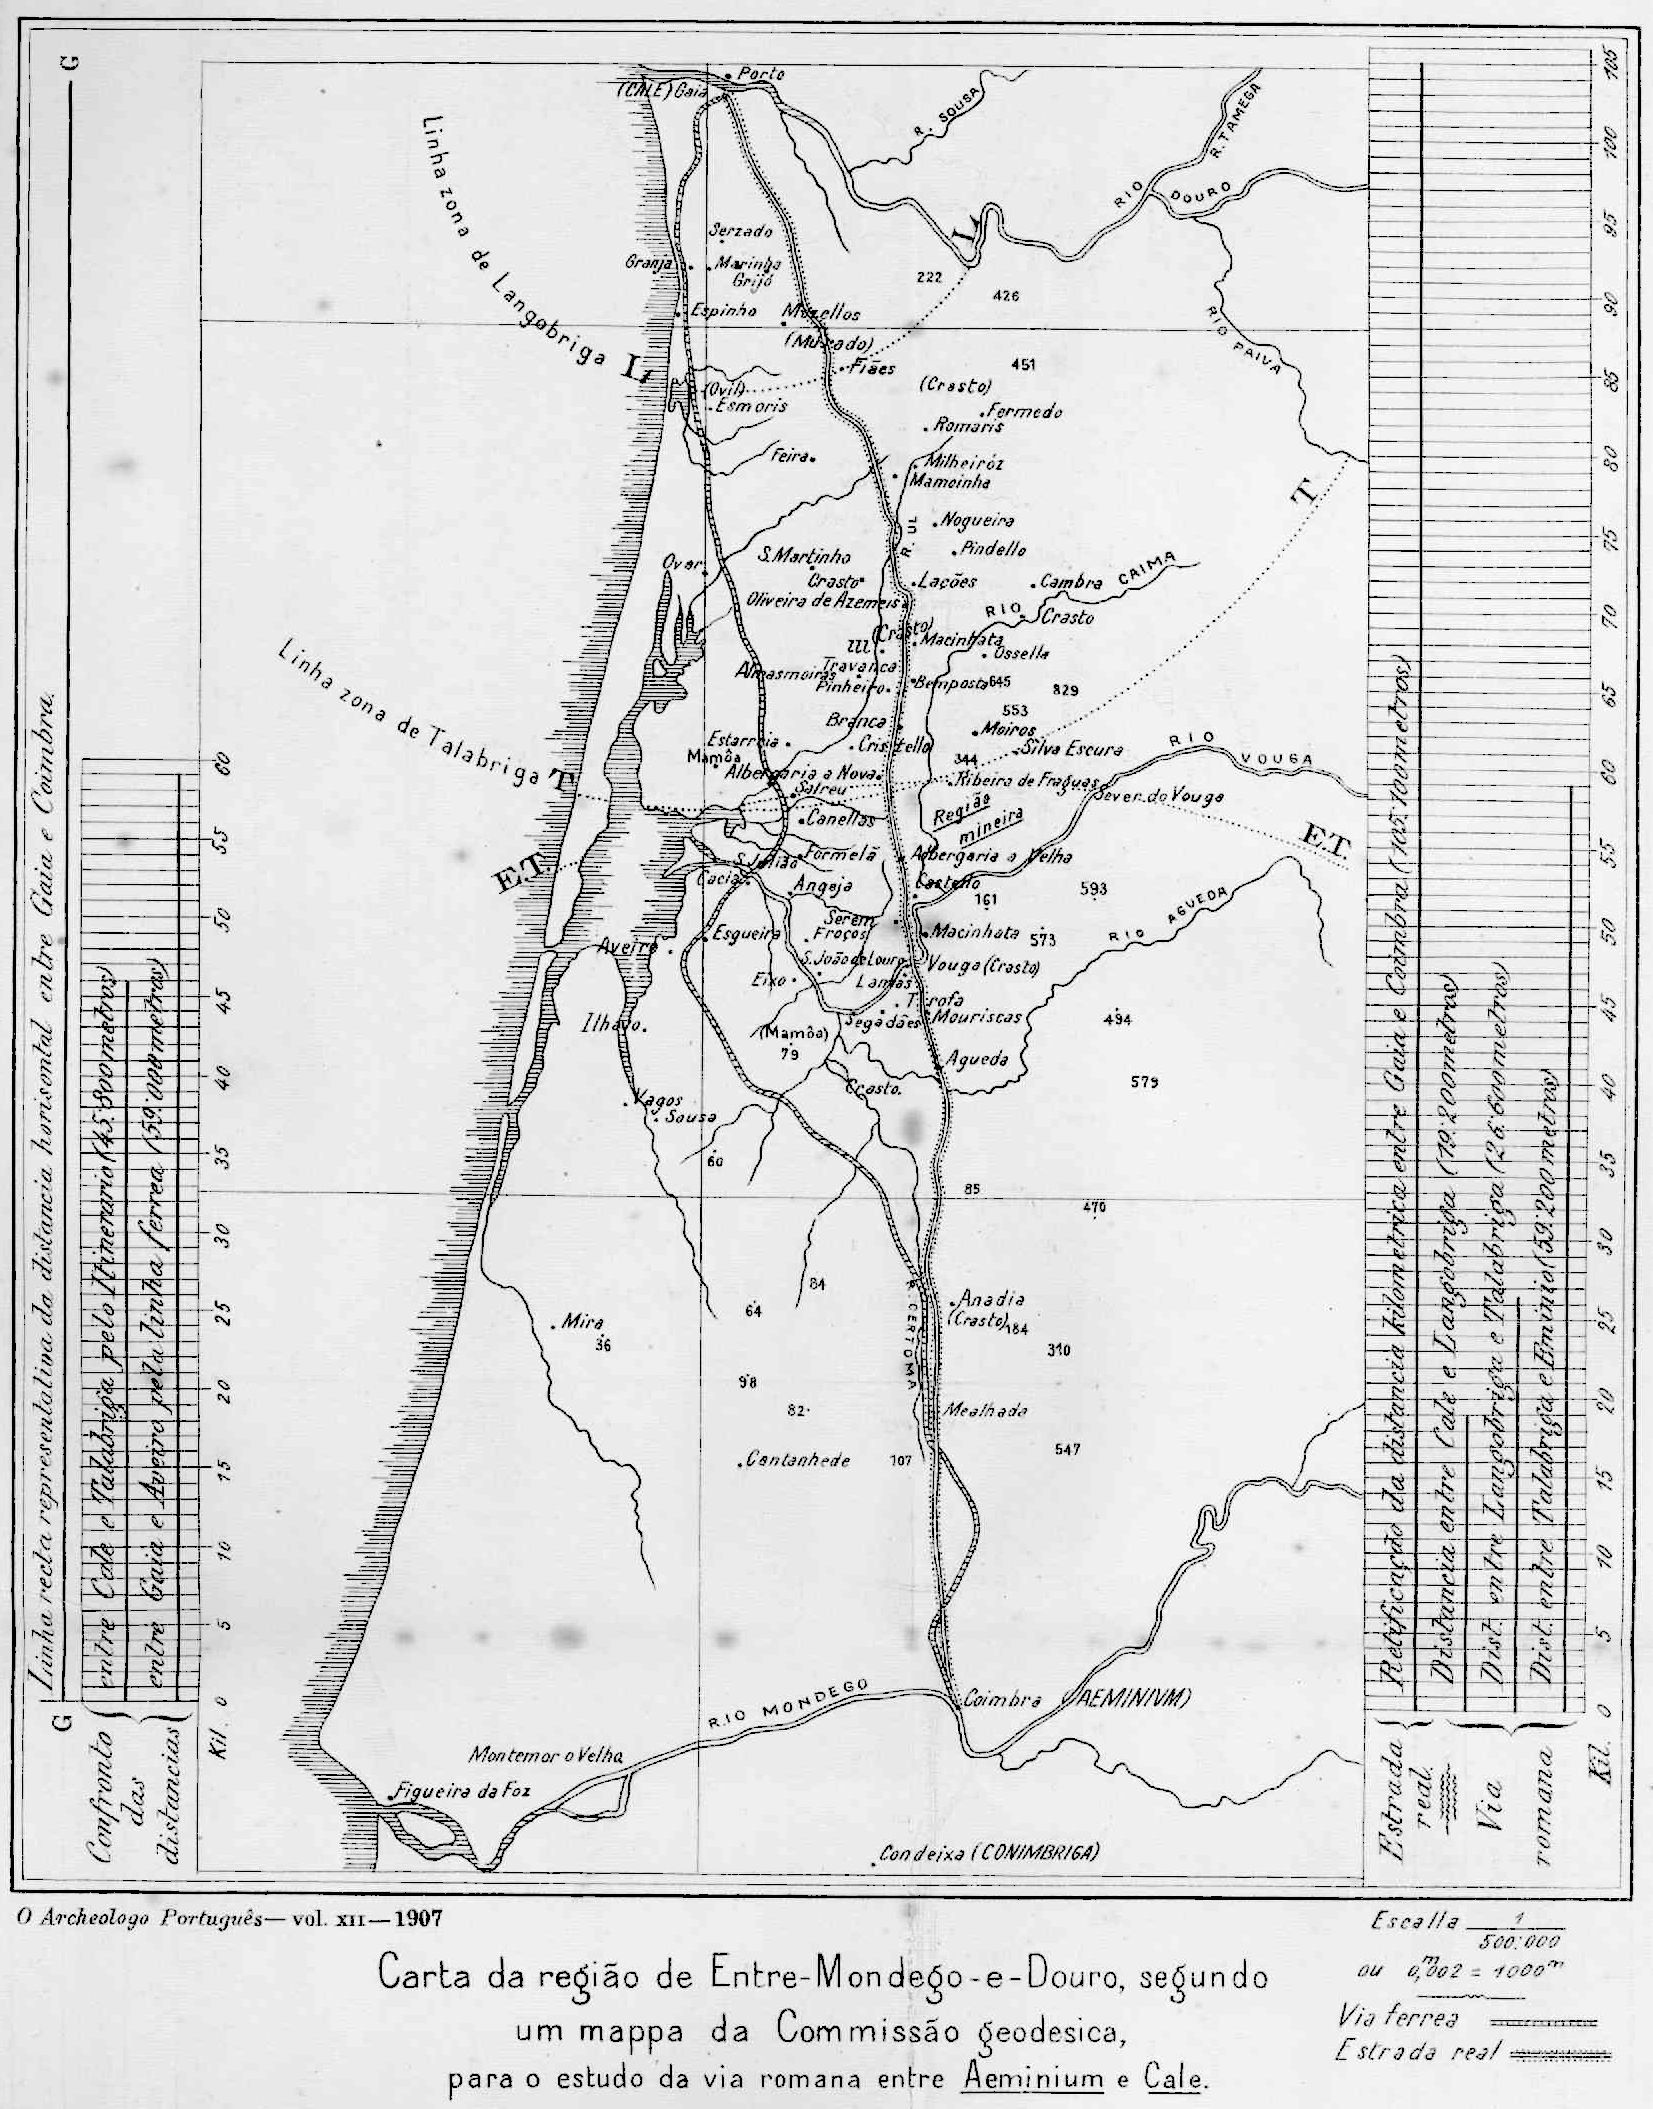 G
Linha recta representativa da distancia horisontal entre Gaia e Coimbra.
G
Confronto
das
distancias
entre Cale e Talabriga pelo Itinerario (45:800 metros)
entre Gaia e Aveiro pela linha ferrea (59:000 metros)
Kil. 0 5 10 15 20 25 30 35 40 45 50 55 60
Porto
(CALE) Gaia
R. SOUSA
R. TAMEGA
RIO DOURO
Linha zona de Langobriga L
L
Serzado
Granja
Maringa
Grijó
222
426
Espinho
Mozellos
(Murado)
RIO PAIVA
Fiães
451
(Ovil)
(Crasto)
Esmoris
Fermedo
Romaris
Feira
Milheiróz
Mamoinha
T
R. UL
Nogueira
Pindello
S. Martinho
Ovar
Crasto
Lações
Cambra
CAIMA
Oliveira de Azemeis
RIO
Crasto
(Crasto)
Macinhata
Ul
Ossella
Travanca
Almasmoiras
Pinheiro
Bemposta
645
829
553
Branca
Moiros
Linha zona de Talabriga T
Estarreia
Cristello
Silva Escura
RIO VOUGA
Mamôa
344
Albergaria a Nova
Ribeira de Fraguas
Salreu
Sever do Vouga
Região
mineira
Canellas
E.T.
Formelã
Albergaria a Velha
S. Julião
E.T.
Cacia
Angeja
Castello
593
161
RIO AGUEDA
Serem
Froços
Esgueira
Macinhata
573
Aveiro
S. João de Loure
Vouga (Crasto)
Eixo
Lamas
Trofa
Ilhavo.
Segadães
Mouriscas
494
(Mamôa)
79
Agueda
579
Crasto.
Vagos
Sousa
60
85
470
84
64
Anadia
(Crasto)
184
Mira
36
R. CERTOMA
310
98
82
Mealhada
547
Cantanhede
107
Coimbra (AEMINIVM)
RIO MONDEGO
Montemor o Velho
Figueira da Foz
Condeixa (CONIMBRIGA)
Estrada
real.
Retificação da distancia kilometrica entre Gaia e Coimbra (105:100 metros)
Via
romana
Distancia entre Cale e Langobriga (19:200 metros)
Dist. entre Langobriga e Talabriga (26:600 metros)
Dist. entre Talabriga e Eminio (59:200 metros)
Kil. 0 5 10 15 20 25 30 35 40 45 50 55 60 65 70 75 80 85 90 95 100 105
O Archeologo Português — vol. XII — 1907
Carta da região de Entre-Mondego-e-Douro, segundo
um mappa da Commissão geodesica,
para o estudo da via romana entre Aeminium e Cale.
Escalla 1/500:000
ou 0,m002 = 1000m
Via ferrea
Estrada real